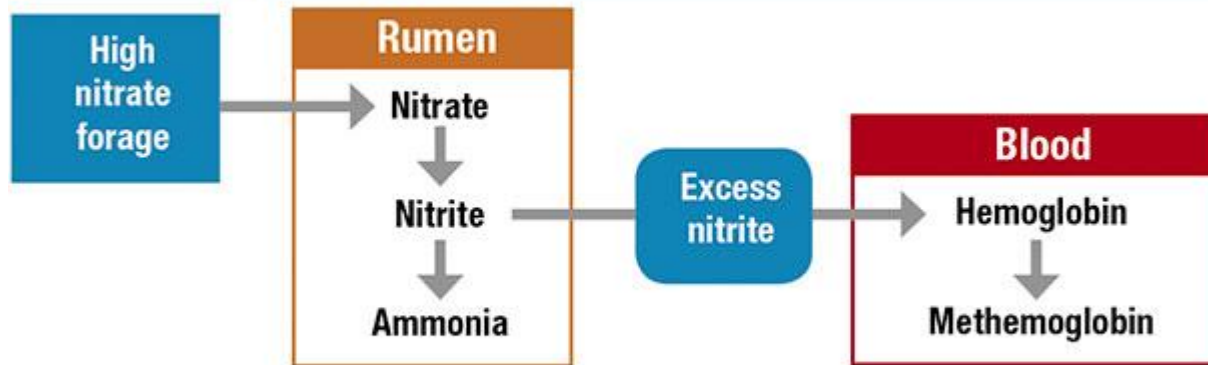 High
nitrate
forage
Rumen
Nitrate
Nitrite
Ammonia
Excess
nitrite
Blood
Hemoglobin
Methemoglobin